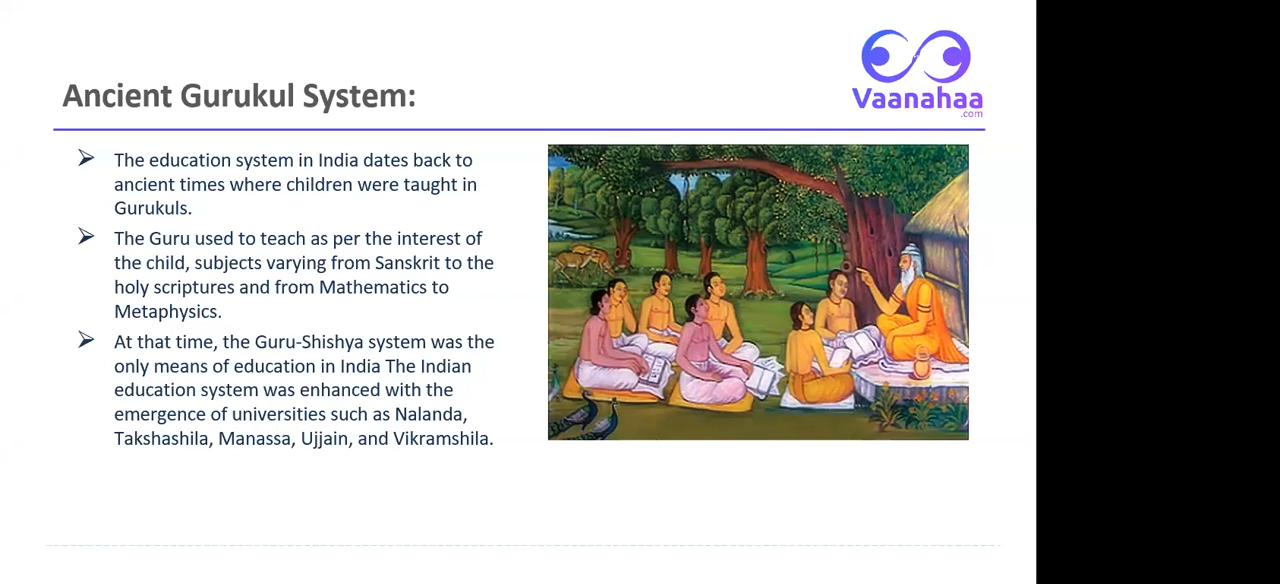 Vaanahaa
.com
Ancient Gurukul System:
The education system in India dates back to
ancient times where children were taught in
Gurukuls.
The Guru used to teach as per the interest of
the child, subjects varying from Sanskrit to the
holy scriptures and from Mathematics to
Metaphysics.
At that time, the Guru-Shishya system was the
only means of education in India The Indian
education system was enhanced with the
emergence of universities such as Nalanda,
Takshashila, Manassa, Ujjain, and Vikramshila.